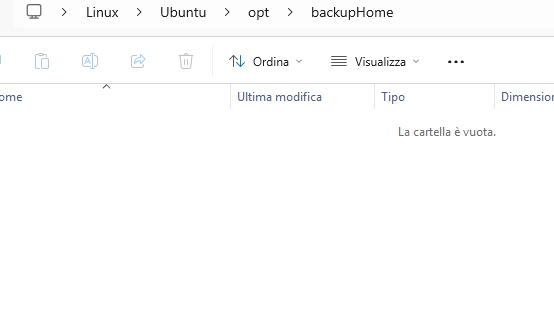 Linux > Ubuntu > opt > backupHome
Ordina Visualizza
ome Ultima modifica Tipo Dimension
La cartella è vuota.